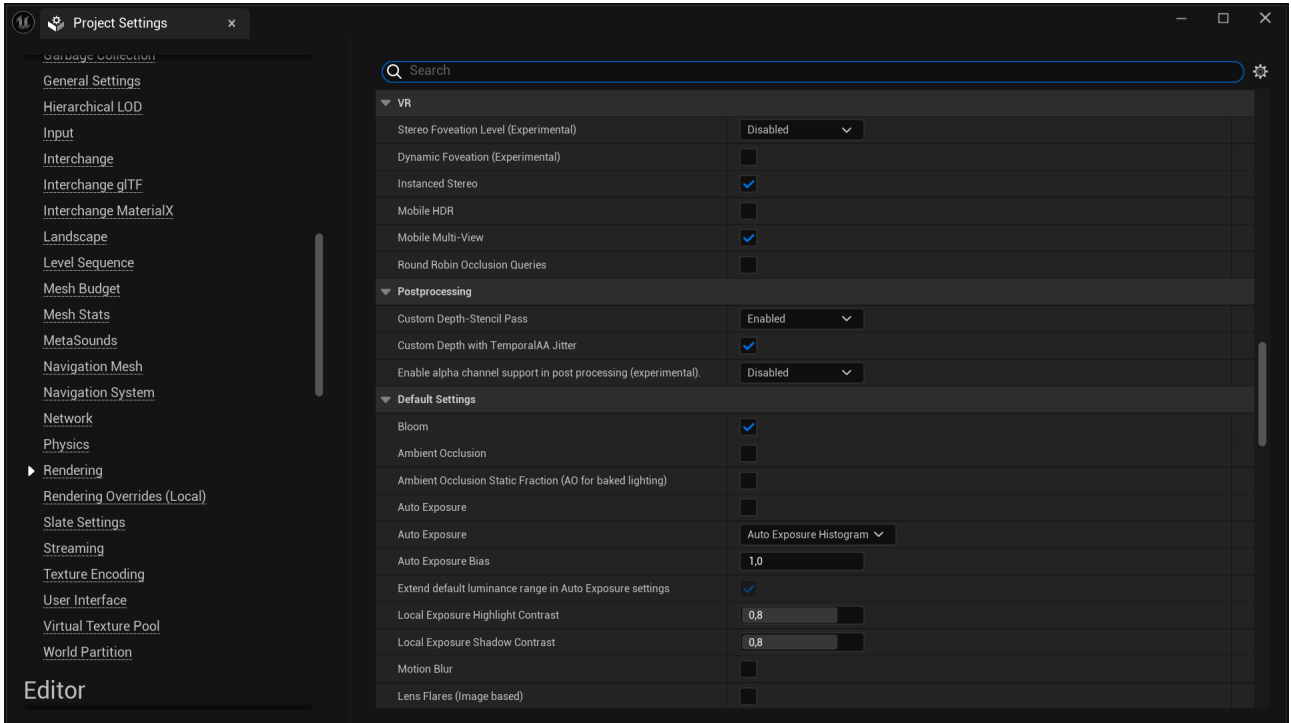 Project Settings
Garbage Collection
General Settings
Hierarchical LOD
Input
Interchange
Interchange glTF
Interchange MaterialX
Landscape
Level Sequence
Mesh Budget
Mesh Stats
MetaSounds
Navigation Mesh
Navigation System
Network
Physics
Rendering
Rendering Overrides (Local)
Slate Settings
Streaming
Texture Encoding
User Interface
Virtual Texture Pool
World Partition
Editor
Search
VR
Stereo Foveation Level (Experimental) Disabled
Dynamic Foveation (Experimental)
Instanced Stereo
Mobile HDR
Mobile Multi-View
Round Robin Occlusion Queries
Postprocessing
Custom Depth-Stencil Pass Enabled
Custom Depth with TemporalAA Jitter
Enable alpha channel support in post processing (experimental). Disabled
Default Settings
Bloom
Ambient Occlusion
Ambient Occlusion Static Fraction (AO for baked lighting)
Auto Exposure
Auto Exposure Auto Exposure Histogram
Auto Exposure Bias 1,0
Extend default luminance range in Auto Exposure settings
Local Exposure Highlight Contrast 0,8
Local Exposure Shadow Contrast 0,8
Motion Blur
Lens Flares (Image based)